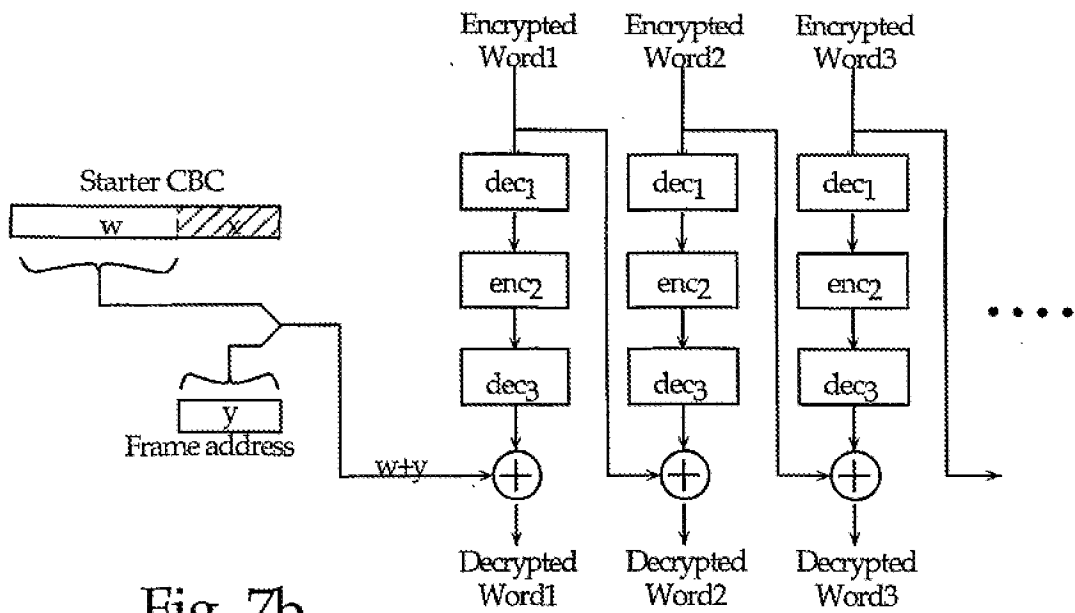 Encrypted Word1
Encrypted Word2
Encrypted Word3
Starter CBC
w
x
y
Frame address
w+y
dec1
dec1
dec1
enc2
enc2
enc2
dec3
dec3
dec3
Decrypted Word1
Decrypted Word2
Decrypted Word3
Fig. 7b